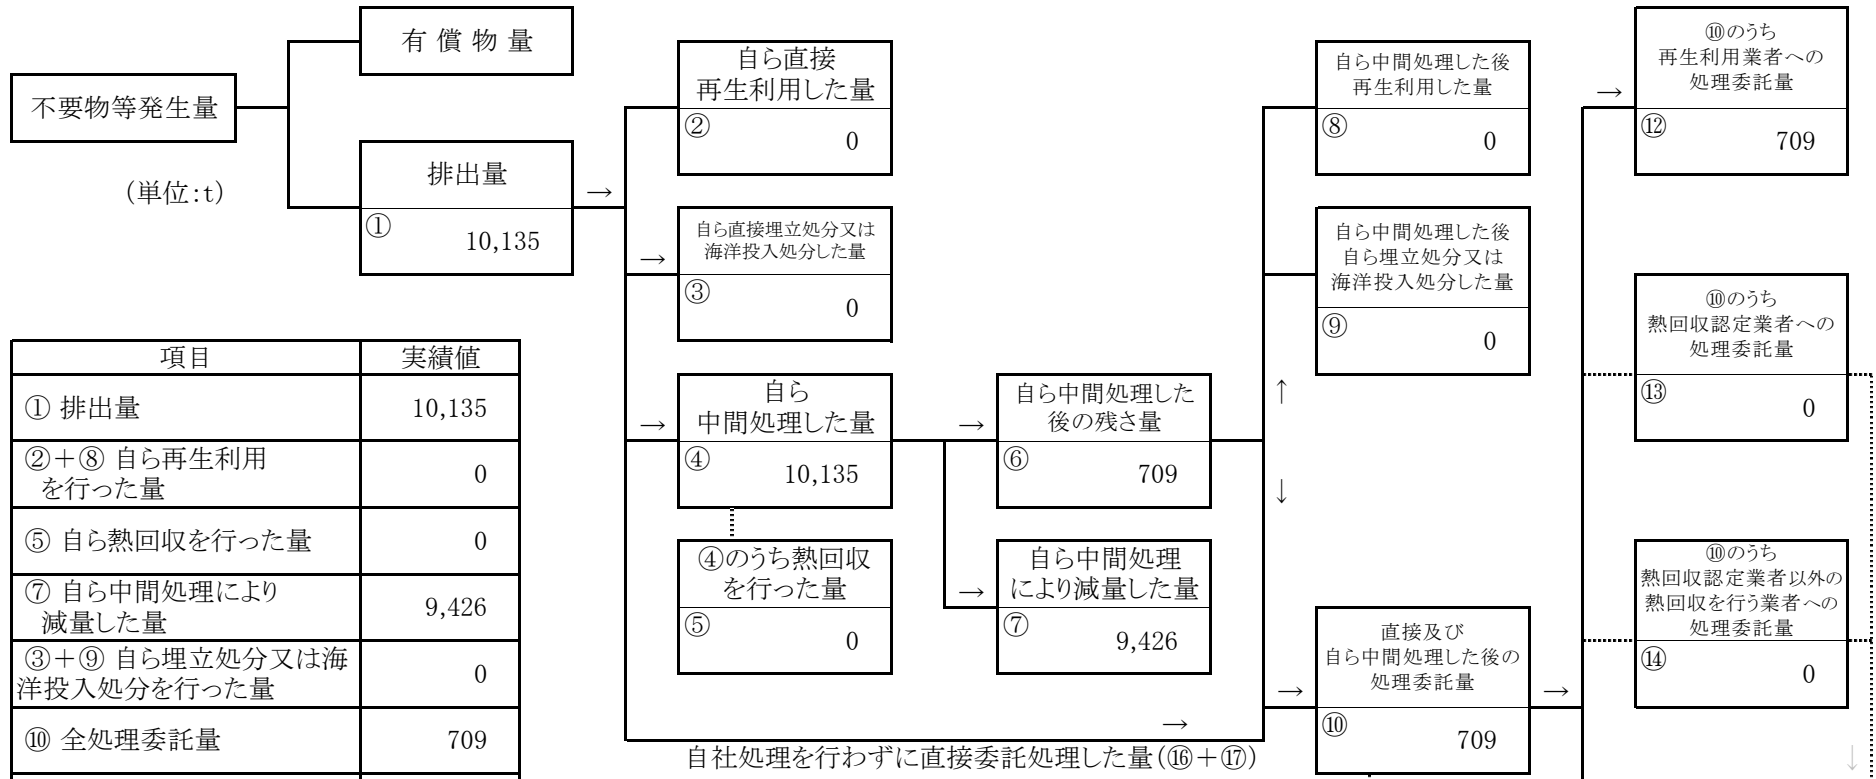 有 償 物 量
不要物等発生量
(単位:t)
排出量
→
①
10,135
自ら直接
再生利用した量
②
0
自ら直接埋立処分又は
海洋投入処分した量
→
③
0
自ら
中間処理した量
→
④
10,135
④のうち熱回収
を行った量
⑤
0
自ら中間処理した
後の残さ量
→
⑥
709
自ら中間処理
により減量した量
→
⑦
9,426
自ら中間処理した後
再生利用した量
⑧
0
自ら中間処理した後
自ら埋立処分又は
海洋投入処分した量
⑨
0
↑
↓
直接及び
自ら中間処理した後の
処理委託量
→
→
⑩
709
→
自社処理を行わずに直接委託処理した量(⑯+⑰)
⑩のうち
再生利用業者への
処理委託量
→
⑫
709
⑩のうち
熱回収認定業者への
処理委託量
⑬
0
⑩のうち
熱回収認定業者以外の
熱回収を行う業者への
処理委託量
⑭
0
↓
項目 実績値
① 排出量 10,135
②+⑧ 自ら再生利用
を行った量 0
⑤ 自ら熱回収を行った量 0
⑦ 自ら中間処理により
減量した量 9,426
③+⑨ 自ら埋立処分又は海
洋投入処分を行った量 0
⑩ 全処理委託量 709